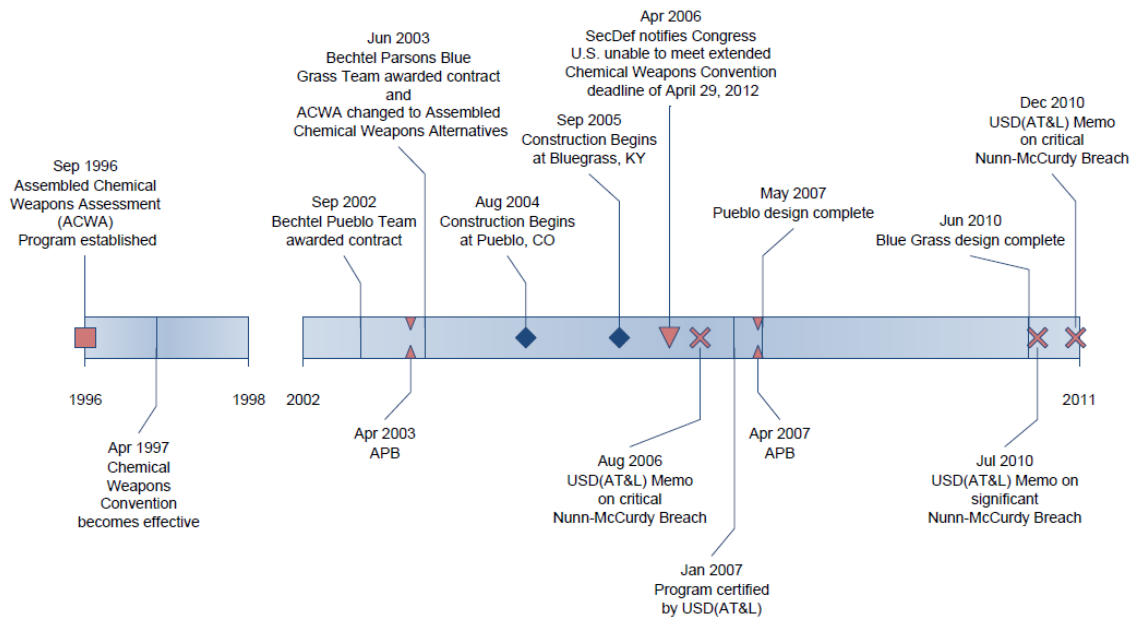 Sep 1996
Assembled Chemical
Weapons Assessment
(ACWA)
Program established
Apr 1997
Chemical
Weapons
Convention
becomes effective
Sep 2002
Bechtel Pueblo Team
awarded contract
Apr 2003
APB
Jun 2003
Bechtel Parsons Blue
Grass Team awarded contract
and
ACWA changed to Assembled
Chemical Weapons Alternatives
Aug 2004
Construction Begins
at Pueblo, CO
Sep 2005
Construction Begins
at Bluegrass, KY
Apr 2006
SecDef notifies Congress
U.S. unable to meet extended
Chemical Weapons Convention
deadline of April 29, 2012
Aug 2006
USD(AT&L) Memo
on critical
Nunn-McCurdy Breach
Jan 2007
Program certified
by USD(AT&L)
Apr 2007
APB
May 2007
Pueblo design complete
Jun 2010
Blue Grass design complete
Jul 2010
USD(AT&L) Memo on
significant
Nunn-McCurdy Breach
Dec 2010
USD(AT&L) Memo
on critical
Nunn-McCurdy Breach
1996
1998
2002
2011